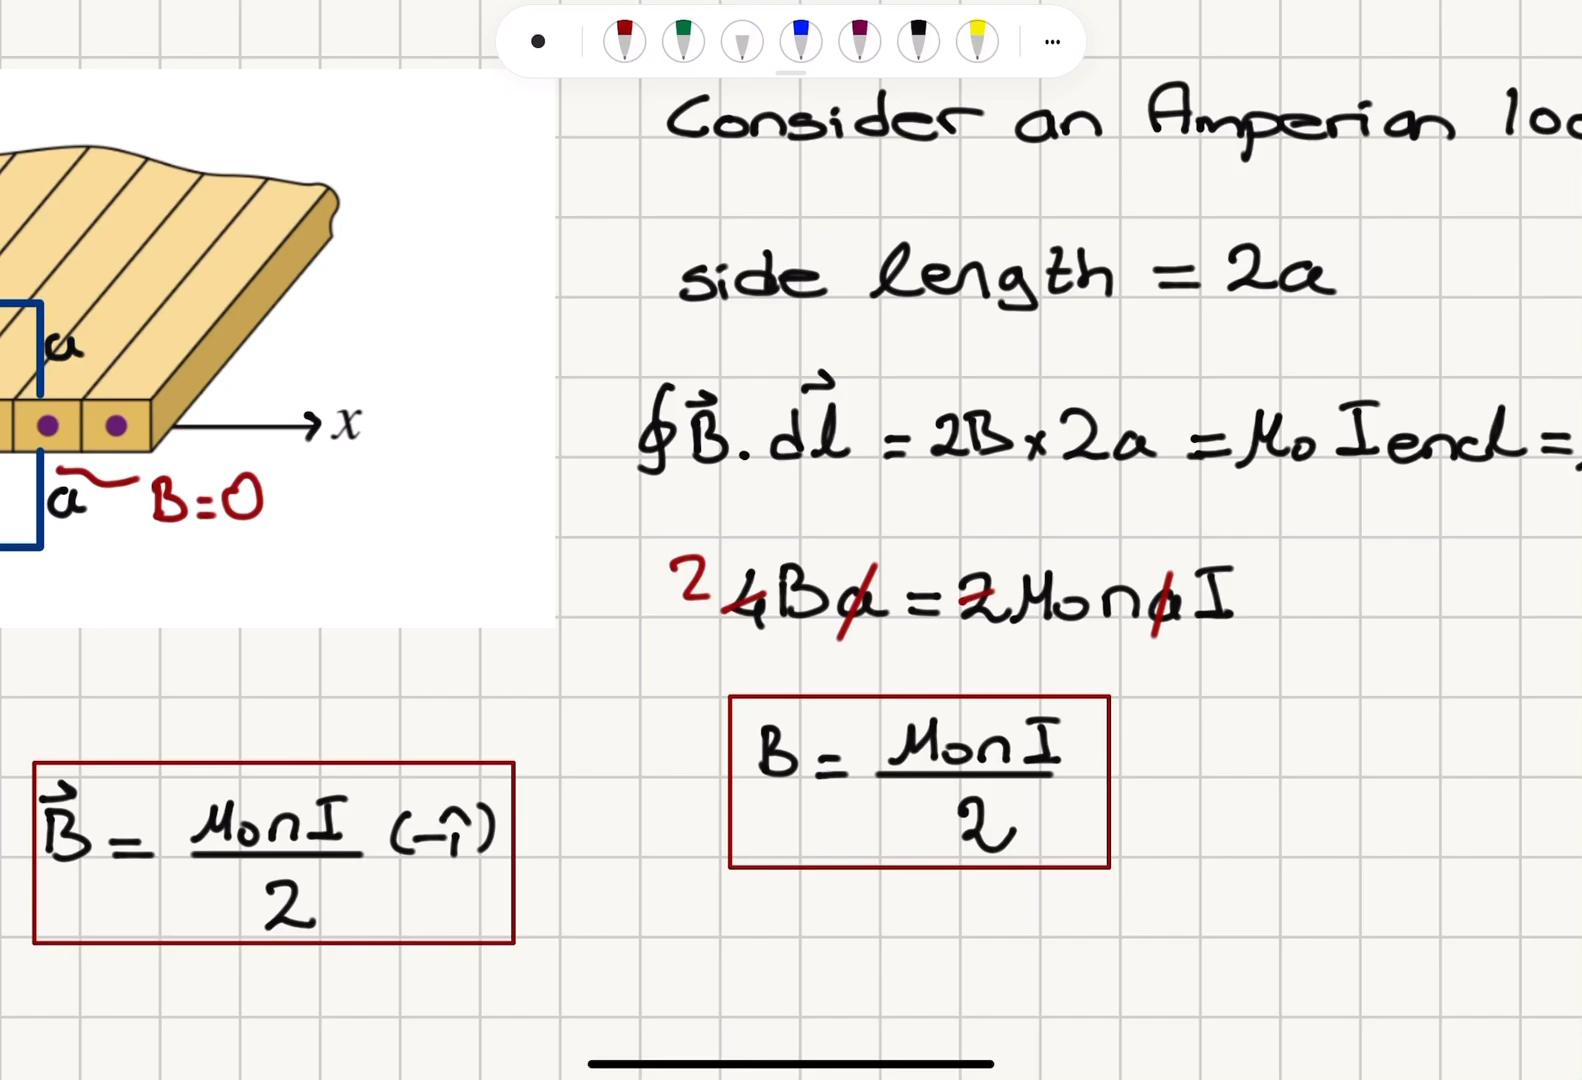 Consider an Amperian loo
side length = 2a
∮B⃗.dl⃗ = 2B×2a = μ₀Iencl =
2 4Ba = 2μ₀naI
B = μ₀nI / 2
a
x
a
B=0
B⃗ = μ₀nI / 2 (-î)